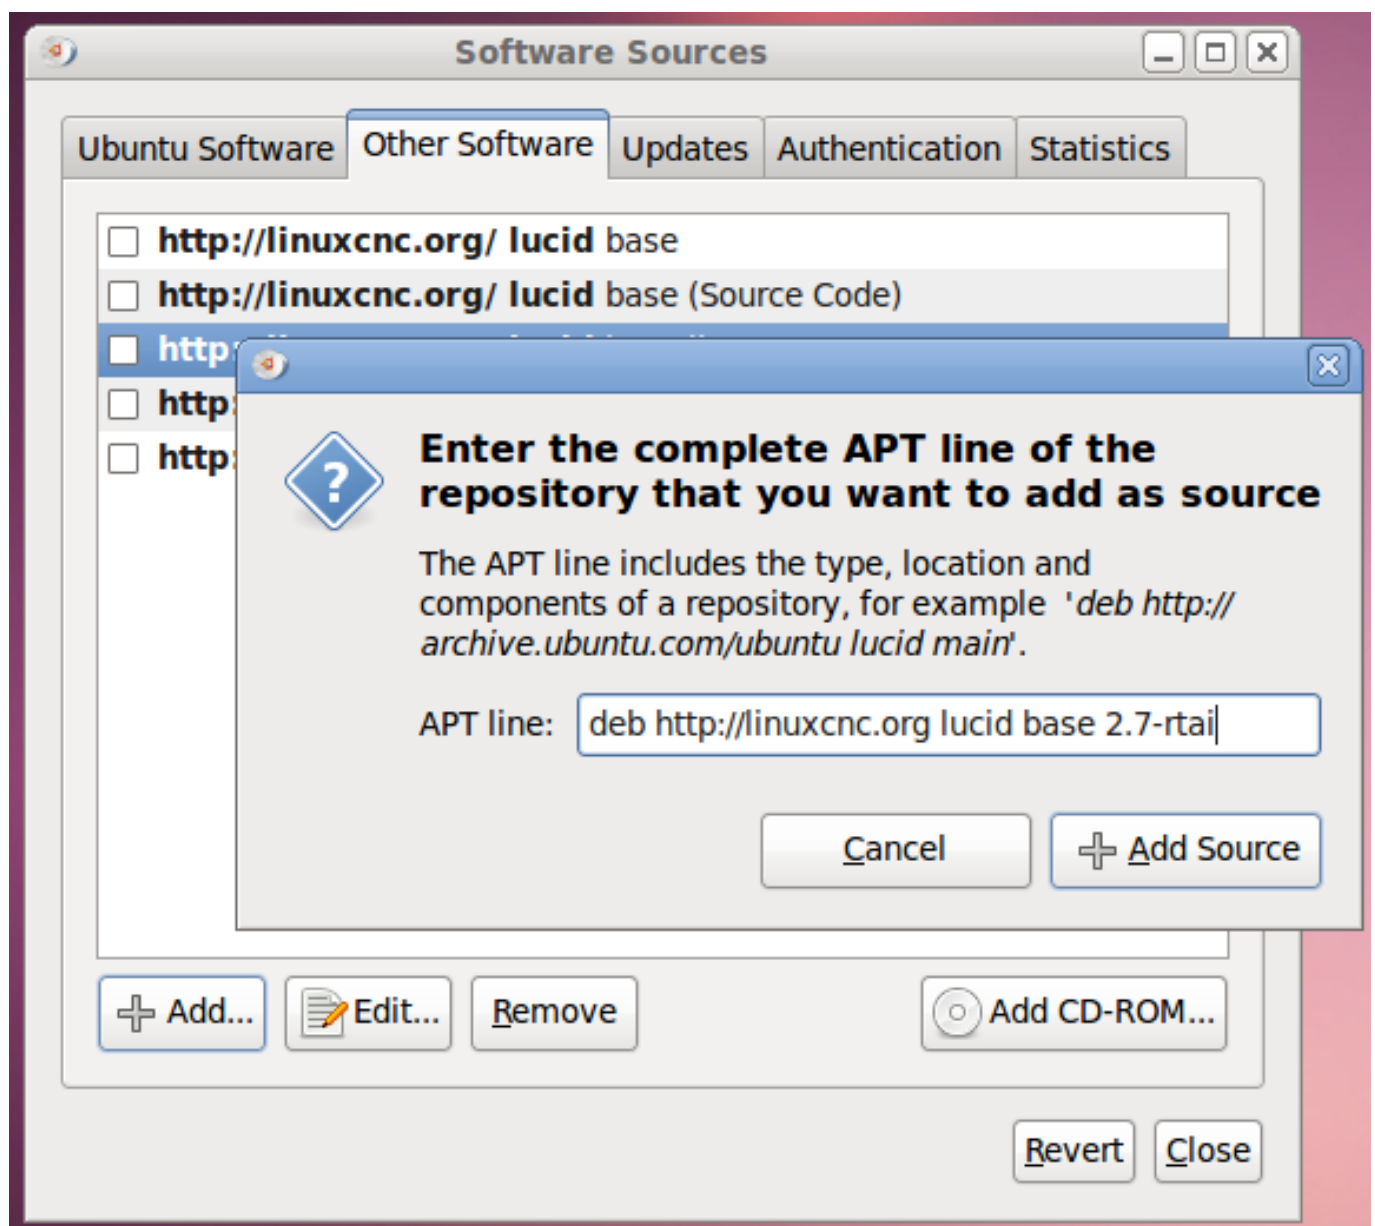 Software Sources
Ubuntu Software Other Software Updates Authentication Statistics
http://linuxcnc.org/ lucid base
http://linuxcnc.org/ lucid base (Source Code)
http:
http:
http:
Enter the complete APT line of the
repository that you want to add as source
The APT line includes the type, location and
components of a repository, for example 'deb http://
archive.ubuntu.com/ubuntu lucid main'.
APT line: deb http://linuxcnc.org lucid base 2.7-rtai
Cancel Add Source
Add... Edit... Remove Add CD-ROM...
Revert Close